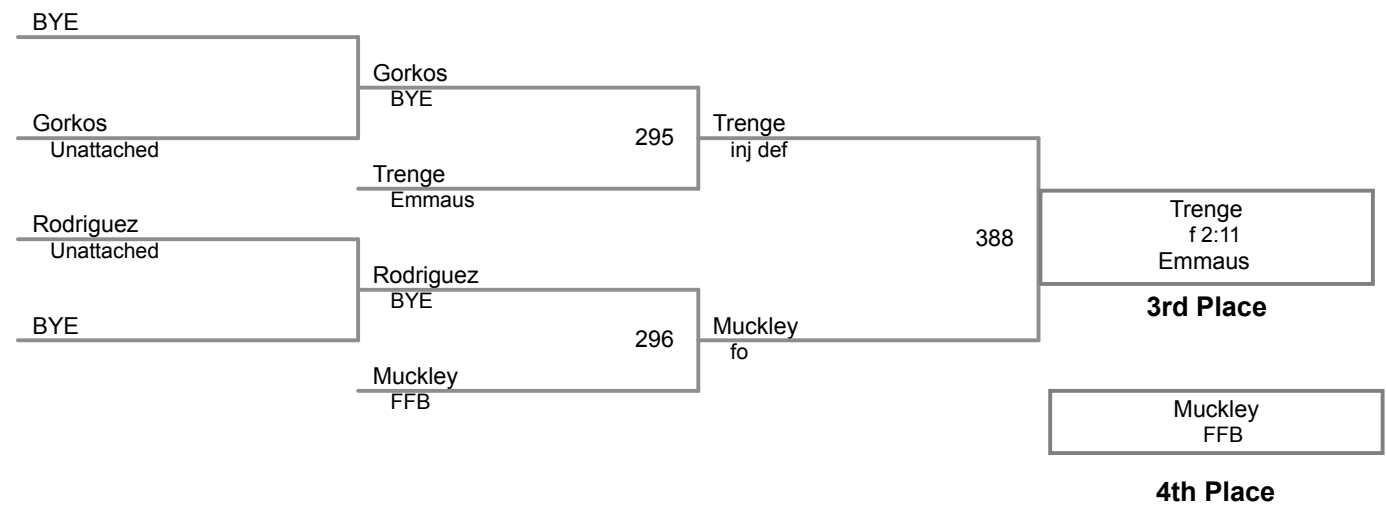 BYE
Gorkos
BYE
Gorkos
Unattached
295
Trenge
inj def
Trenge
Emmaus
Rodriguez
Unattached
388
Trenge
f 2:11
Emmaus
3rd Place
Rodriguez
BYE
BYE
296
Muckley
fo
Muckley
FFB
Muckley
FFB
4th Place